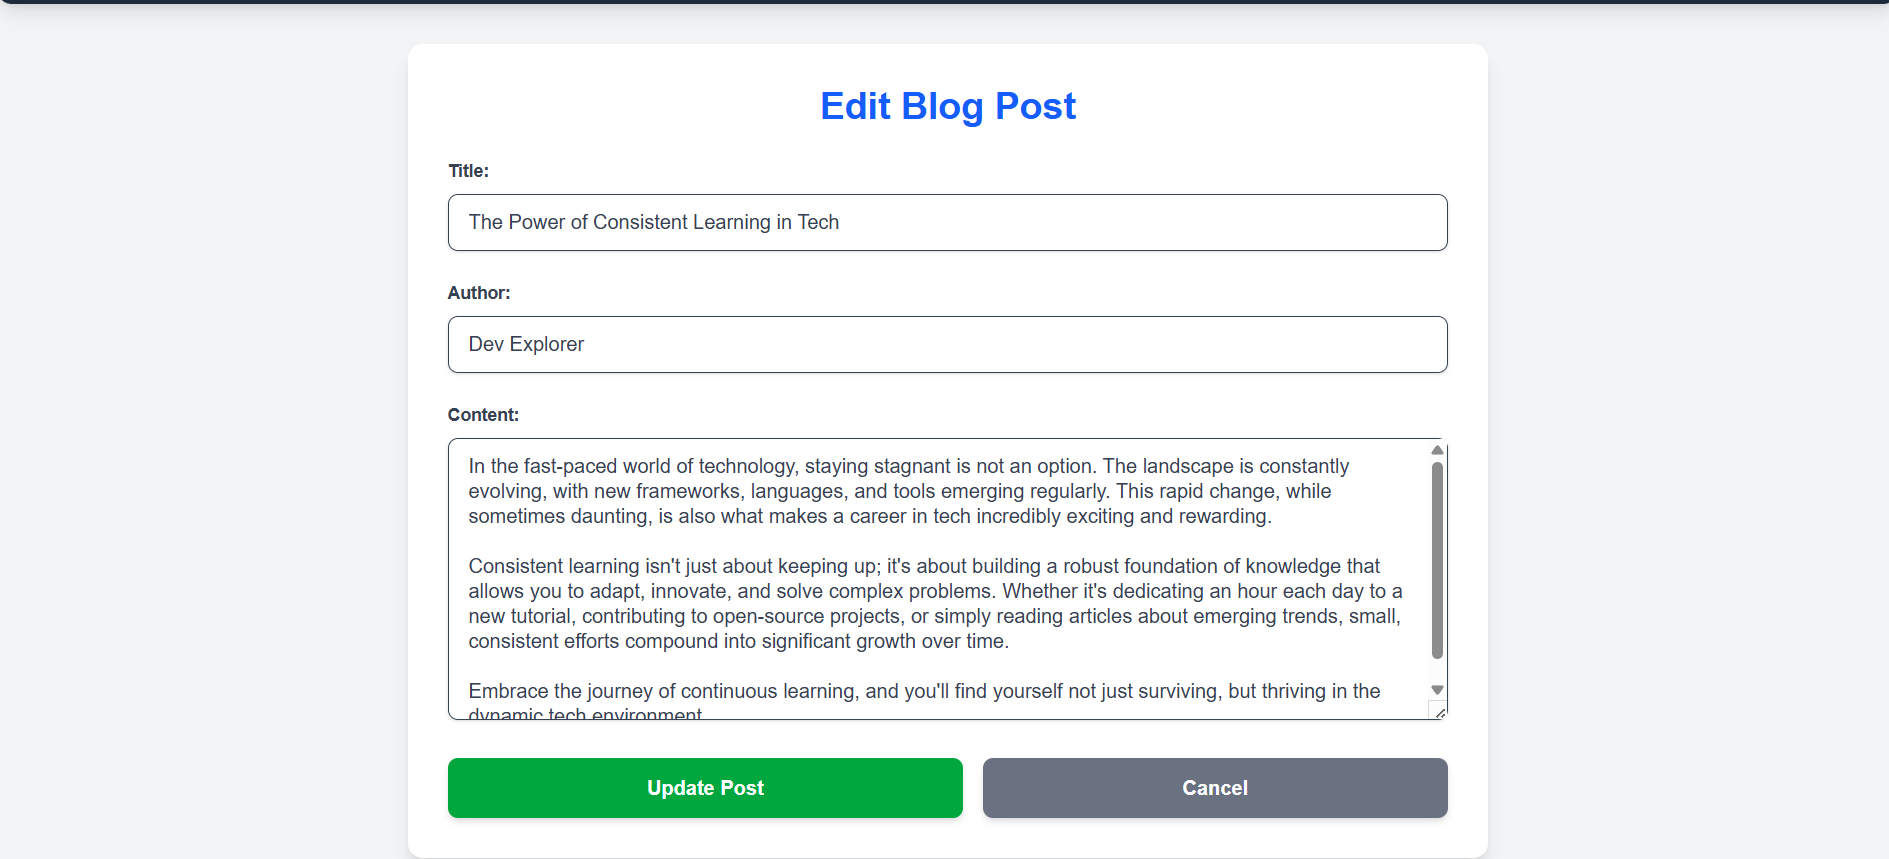 Edit Blog Post
Title:
The Power of Consistent Learning in Tech
Author:
Dev Explorer
Content:
In the fast-paced world of technology, staying stagnant is not an option. The landscape is constantly
evolving, with new frameworks, languages, and tools emerging regularly. This rapid change, while
sometimes daunting, is also what makes a career in tech incredibly exciting and rewarding.
Consistent learning isn't just about keeping up; it's about building a robust foundation of knowledge that
allows you to adapt, innovate, and solve complex problems. Whether it's dedicating an hour each day to a
new tutorial, contributing to open-source projects, or simply reading articles about emerging trends, small,
consistent efforts compound into significant growth over time.
Embrace the journey of continuous learning, and you'll find yourself not just surviving, but thriving in the
dynamic tech environment.
Update Post
Cancel